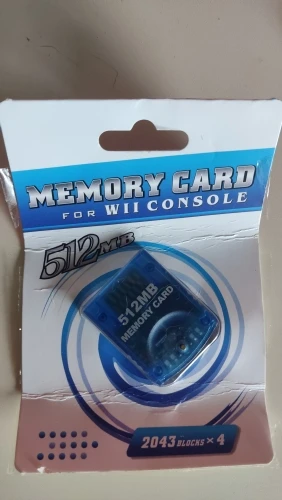 MEMORY CARD
FOR WII CONSOLE
512MB
512MB
MEMORY CARD
2043 BLOCKS × 4